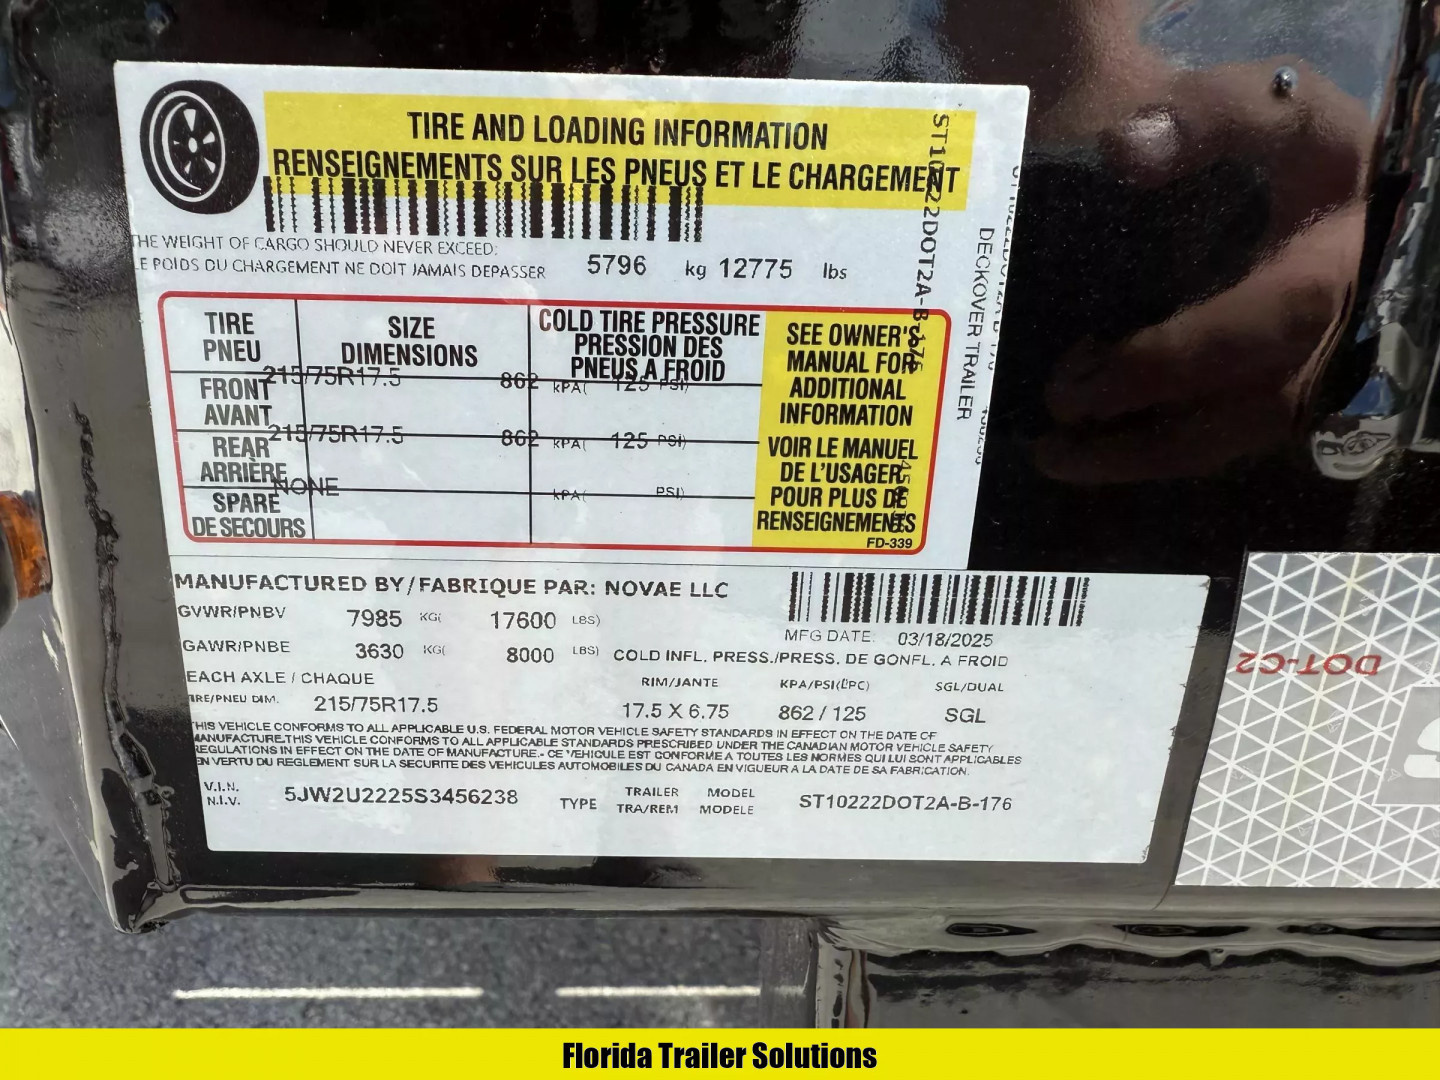 TIRE AND LOADING INFORMATION
RENSEIGNEMENTS SUR LES PNEUS ET LE CHARGEMENT
THE WEIGHT OF CARGO SHOULD NEVER EXCEED:
LE POIDS DU CHARGEMENT NE DOIT JAMAIS DEPASSER 5796 kg 12775 lbs
TIRE
PNEU
SIZE
DIMENSIONS
COLD TIRE PRESSURE
PRESSION DES
PNEUS A FROID
FRONT
AVANT
215/75R17.5 862 kPA( 125 PSI)
REAR
ARRIÈRE
215/75R17.5 862 kPA( 125 PSI)
SPARE
DE SECOURS
NONE kPA( PSI)
SEE OWNER'S
MANUAL FOR
ADDITIONAL
INFORMATION
VOIR LE MANUEL
DE L'USAGER
POUR PLUS DE
RENSEIGNEMENTS
FD-339
ST10222DOT2A-B-176
DECKOVER TRAILER
MANUFACTURED BY/FABRIQUE PAR: NOVAE LLC
GVWR/PNBV 7985 KG( 17600 LBS)
MFG DATE: 03/18/2025
GAWR/PNBE 3630 KG( 8000 LBS) COLD INFL. PRESS./PRESS. DE GONFL. A FROID
EACH AXLE / CHAQUE RIM/JANTE KPA/PSI(LPC) SGL/DUAL
TIRE/PNEU DIM. 215/75R17.5 17.5 X 6.75 862 / 125 SGL
THIS VEHICLE CONFORMS TO ALL APPLICABLE U.S. FEDERAL MOTOR VEHICLE SAFETY STANDARDS IN EFFECT ON THE DATE OF
MANUFACTURE.THIS VEHICLE CONFORMS TO ALL APPLICABLE STANDARDS PRESCRIBED UNDER THE CANADIAN MOTOR VEHICLE SAFETY
REGULATIONS IN EFFECT ON THE DATE OF MANUFACTURE.- CE VEHIQULE EST CONFORME A TOUTES LES NORMES QUI LUI SONT APPLICABLES
EN VERTU DU REGLEMENT SUR LA SECURITE DES VEHICULES AUTOMOBILES DU CANADA EN VIGUEUR A LA DATE DE SA FABRICATION.
V.I.N.
N.I.V.
5JW2U2225S3456238
TYPE
TRAILER
TRA/REM
MODEL
MODELE
ST10222DOT2A-B-176
DOT-C2
Florida Trailer Solutions